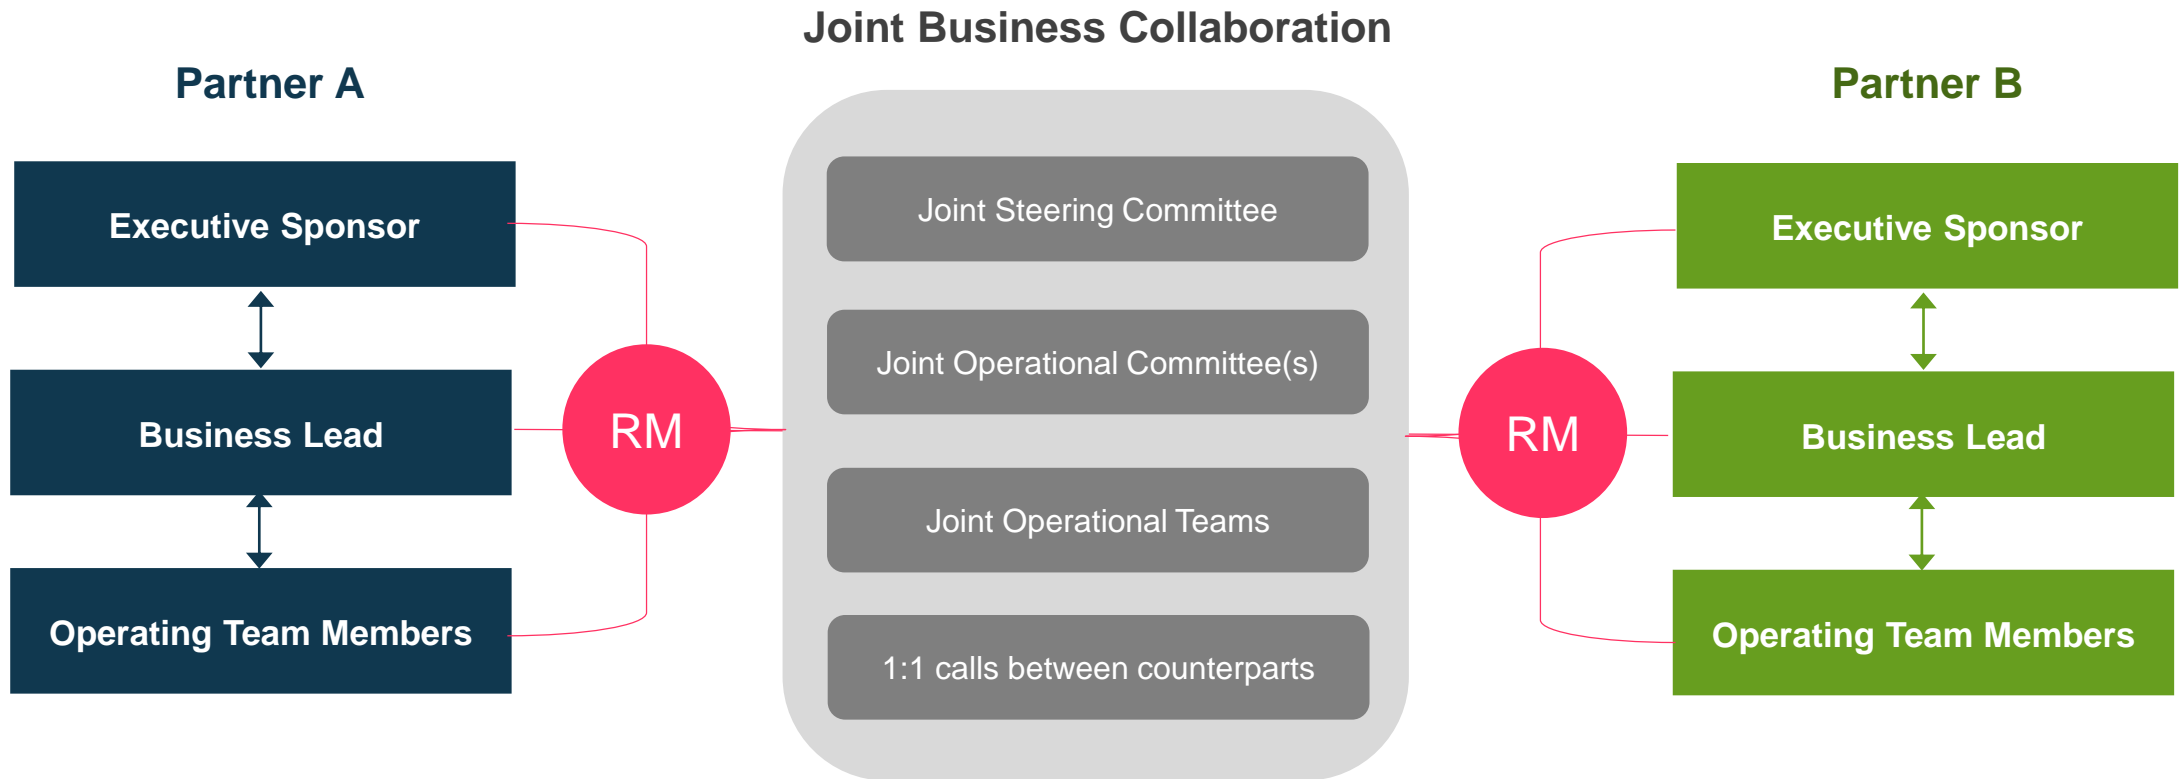 Joint Business Collaboration
Partner A
Partner B
Executive Sponsor
Business Lead
Operating Team Members
RM
Joint Steering Committee
Joint Operational Committee(s)
Joint Operational Teams
1:1 calls between counterparts
RM
Executive Sponsor
Business Lead
Operating Team Members